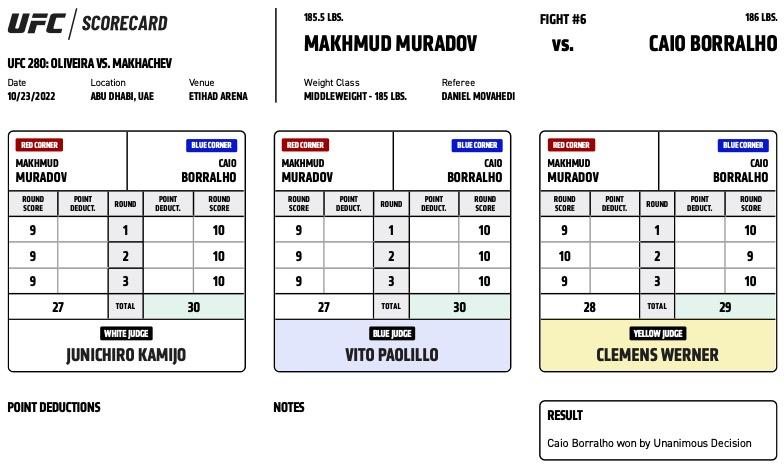 UFC / SCORECARD
UFC 280: OLIVEIRA VS. MAKHACHEV
Date Location Venue
10/23/2022 ABU DHABI, UAE ETIHAD ARENA
185.5 LBS. FIGHT #6 186 LBS.
MAKHMUD MURADOV VS. CAIO BORRALHO
Weight Class Referee
MIDDLEWEIGHT - 185 LBS. DANIEL MOVAHEDI
RED CORNER BLUE CORNER
MAKHMUD CAIO
MURADOV BORRALHO
ROUND SCORE POINT DEDUCT. ROUND POINT DEDUCT. ROUND SCORE
9 1 10
9 2 10
9 3 10
27 TOTAL 30
WHITE JUDGE
JUNICHIRO KAMIJO
RED CORNER BLUE CORNER
MAKHMUD CAIO
MURADOV BORRALHO
ROUND SCORE POINT DEDUCT. ROUND POINT DEDUCT. ROUND SCORE
9 1 10
9 2 10
9 3 10
27 TOTAL 30
BLUE JUDGE
VITO PAOLILLO
RED CORNER BLUE CORNER
MAKHMUD CAIO
MURADOV BORRALHO
ROUND SCORE POINT DEDUCT. ROUND POINT DEDUCT. ROUND SCORE
9 1 10
10 2 9
9 3 10
28 TOTAL 29
YELLOW JUDGE
CLEMENS WERNER
POINT DEDUCTIONS
NOTES
RESULT
Caio Borralho won by Unanimous Decision